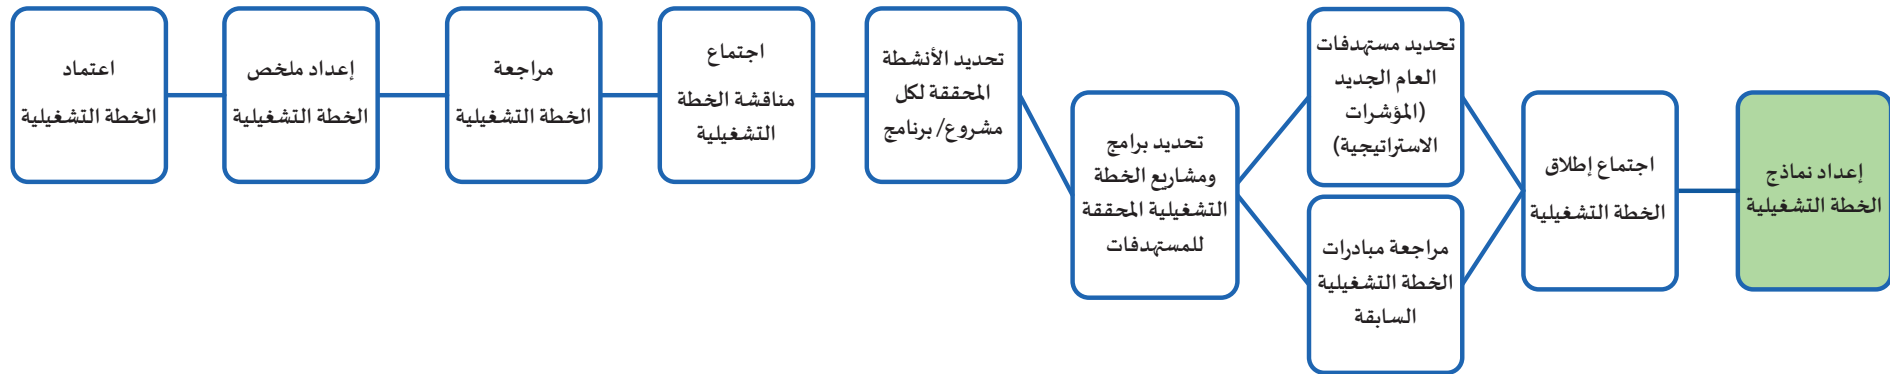 إعداد نماذج
الخطة التشغيلية
اجتماع إطلاق
الخطة التشغيلية
تحديد مستهدفات
العام الجديد
(المؤشرات
الاستراتيجية)
مراجعة مبادرات
الخطة التشغيلية
السابقة
تحديد برامج
ومشاريع الخطة
التشغيلية المحققة
للمستهدفات
تحديد الأنشطة
المحققة لكل
مشروع/ برنامج
اجتماع
مناقشة الخطة
التشغيلية
مراجعة
الخطة التشغيلية
إعداد ملخص
الخطة التشغيلية
اعتماد
الخطة التشغيلية